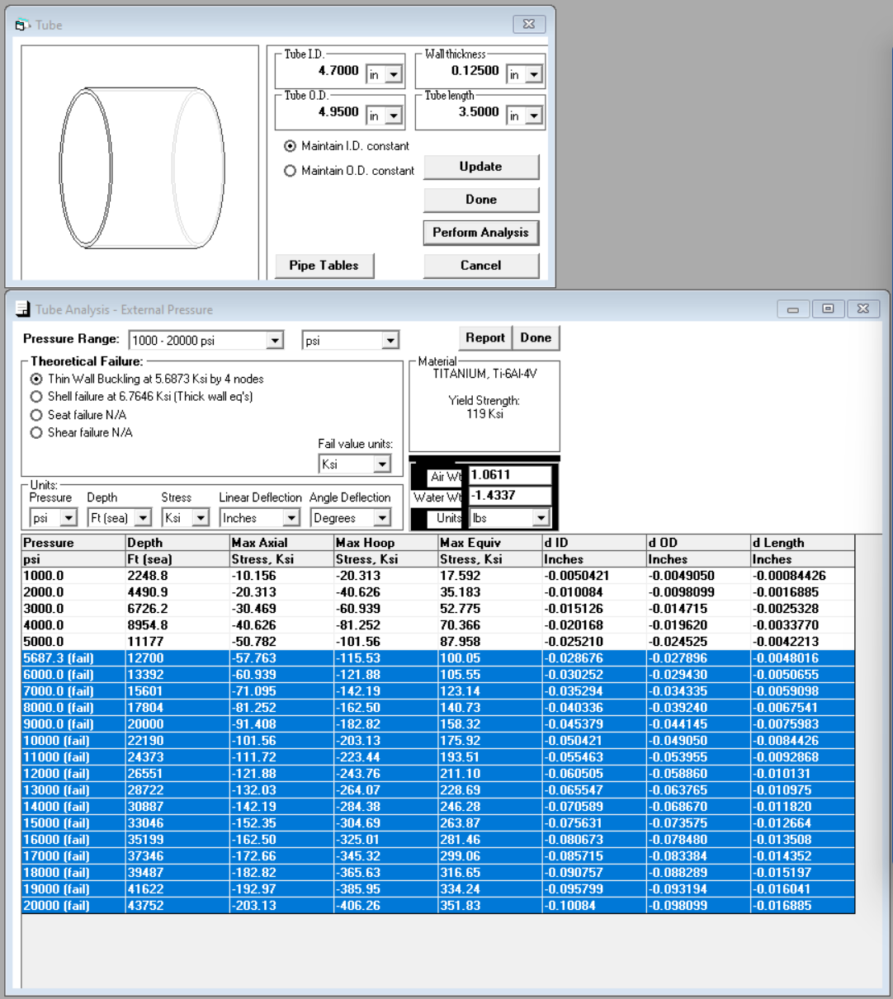 Tube
Tube I.D.
4.7000 in
Wall thickness
0.12500 in
Tube O.D.
4.9500 in
Tube length
3.5000 in
Maintain I.D. constant
Maintain O.D. constant
Update
Done
Perform Analysis
Pipe Tables
Cancel
Tube Analysis - External Pressure
Pressure Range: 1000 - 20000 psi psi Report Done
Theoretical Failure:
Thin Wall Buckling at 5.6873 Ksi by 4 nodes
Shell failure at 6.7646 Ksi (Thick wall eq's)
Seat failure N/A
Shear failure N/A
Fail value units:
Ksi
Material
TITANIUM, Ti-6Al-4V
Yield Strength:
119 Ksi
Air Wt 1.0611
Water Wt -1.4337
Units lbs
Units:
Pressure Depth Stress Linear Deflection Angle Deflection
psi Ft (sea) Ksi Inches Degrees
Pressure Depth Max Axial Max Hoop Max Equiv d ID d OD d Length
psi Ft (sea) Stress, Ksi Stress, Ksi Stress, Ksi Inches Inches Inches
1000.0 2248.8 -10.156 -20.313 17.592 -0.0050421 -0.0049050 -0.00084426
2000.0 4490.9 -20.313 -40.626 35.183 -0.010084 -0.0098099 -0.0016885
3000.0 6726.2 -30.469 -60.939 52.775 -0.015126 -0.014715 -0.0025328
4000.0 8954.8 -40.626 -81.252 70.366 -0.020168 -0.019620 -0.0033770
5000.0 11177 -50.782 -101.56 87.958 -0.025210 -0.024525 -0.0042213
5687.3 (fail) 12700 -57.763 -115.53 100.05 -0.028676 -0.027896 -0.0048016
6000.0 (fail) 13392 -60.939 -121.88 105.55 -0.030252 -0.029430 -0.0050655
7000.0 (fail) 15601 -71.095 -142.19 123.14 -0.035294 -0.034335 -0.0059098
8000.0 (fail) 17804 -81.252 -162.50 140.73 -0.040336 -0.039240 -0.0067541
9000.0 (fail) 20000 -91.408 -182.82 158.32 -0.045379 -0.044145 -0.0075983
10000 (fail) 22190 -101.56 -203.13 175.92 -0.050421 -0.049050 -0.0084426
11000 (fail) 24373 -111.72 -223.44 193.51 -0.055463 -0.053955 -0.0092868
12000 (fail) 26551 -121.88 -243.76 211.10 -0.060505 -0.058860 -0.010131
13000 (fail) 28722 -132.03 -264.07 228.69 -0.065547 -0.063765 -0.010975
14000 (fail) 30887 -142.19 -284.38 246.28 -0.070589 -0.068670 -0.011820
15000 (fail) 33046 -152.35 -304.69 263.87 -0.075631 -0.073575 -0.012664
16000 (fail) 35199 -162.50 -325.01 281.46 -0.080673 -0.078480 -0.013508
17000 (fail) 37346 -172.66 -345.32 299.06 -0.085715 -0.083384 -0.014352
18000 (fail) 39487 -182.82 -365.63 316.65 -0.090757 -0.088289 -0.015197
19000 (fail) 41622 -192.97 -385.95 334.24 -0.095799 -0.093194 -0.016041
20000 (fail) 43752 -203.13 -406.26 351.83 -0.10084 -0.098099 -0.016885